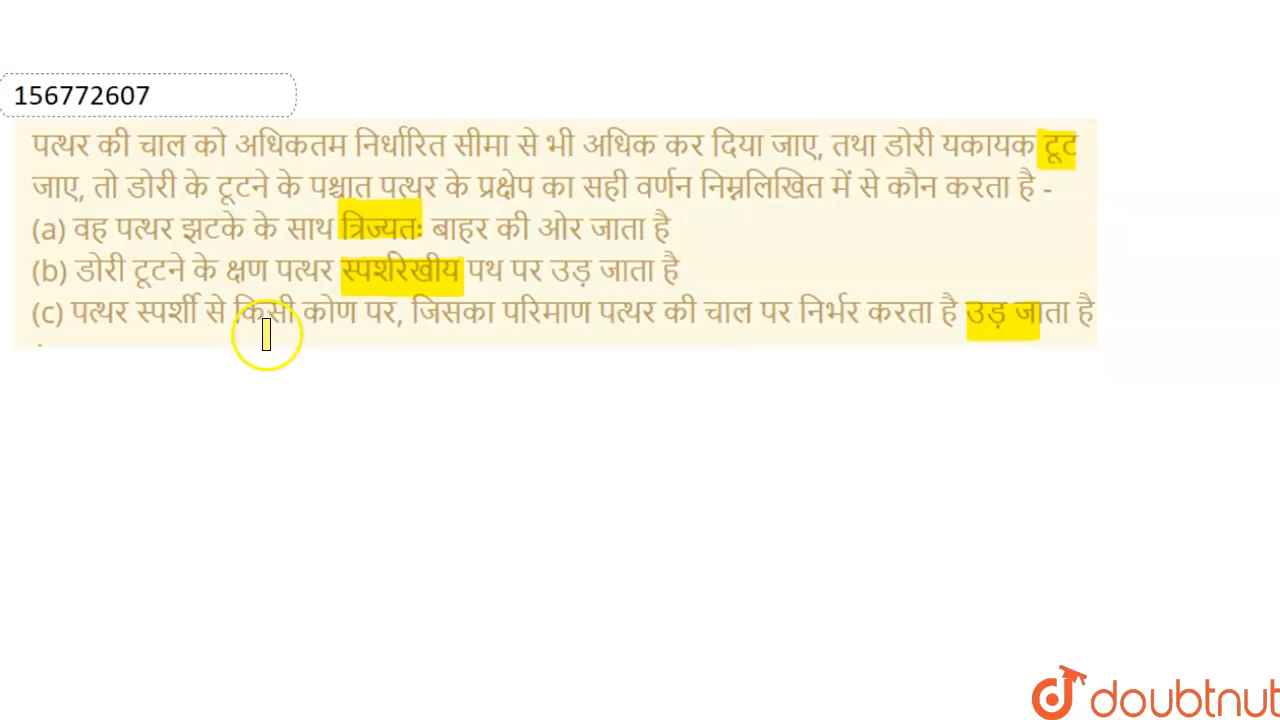 156772607
पत्थर की चाल को अधिकतम निर्धारित सीमा से भी अधिक कर दिया जाए, तथा डोरी यकायक टूट
जाए, तो डोरी के टूटने के पश्चात पत्थर के प्रक्षेप का सही वर्णन निम्नलिखित में से कौन करता है -
(a) वह पत्थर झटके के साथ त्रिज्यतः बाहर की ओर जाता है
(b) डोरी टूटने के क्षण पत्थर स्पर्शरेखीय पथ पर उड़ जाता है
(c) पत्थर स्पर्शी से किसी कोण पर, जिसका परिमाण पत्थर की चाल पर निर्भर करता है उड़ जाता है
doubtnut